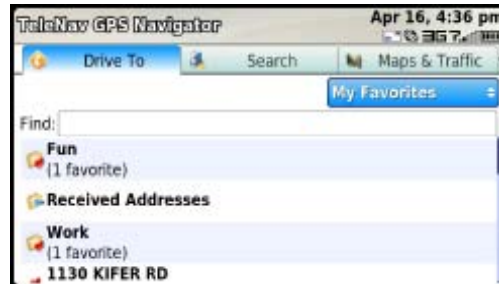 TeleNav GPS Navigator
Apr 16, 4:36 pm
3G
Drive To
Search
Maps & Traffic
My Favorites
Find:
Fun
(1 favorite)
Received Addresses
Work
(1 favorite)
1130 KIFER RD